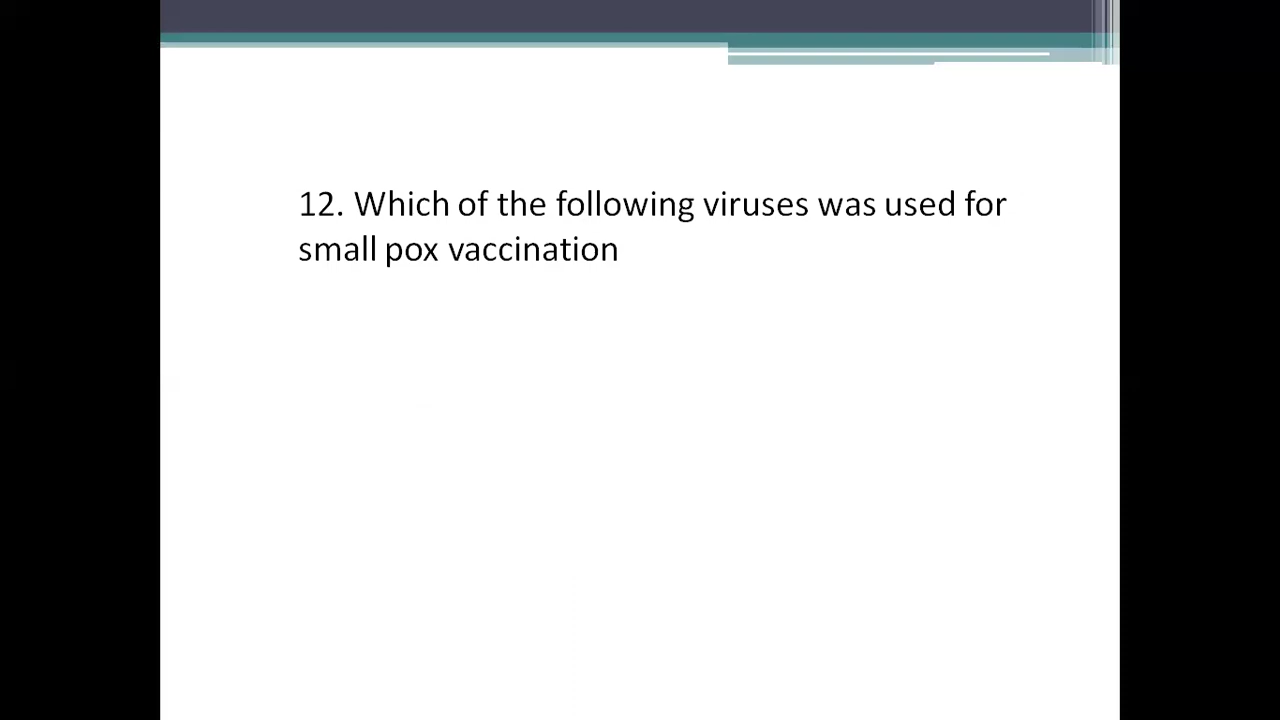 12. Which of the following viruses was used for
small pox vaccination